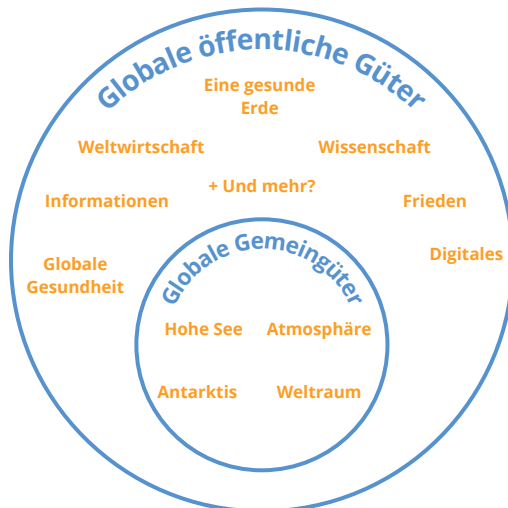 Globale öffentliche Güter
Eine gesunde
Erde
Weltwirtschaft
Wissenschaft
+ Und mehr?
Informationen
Frieden
Digitales
Globale
Gesundheit
Globale Gemeingüter
Hohe See
Atmosphäre
Antarktis
Weltraum